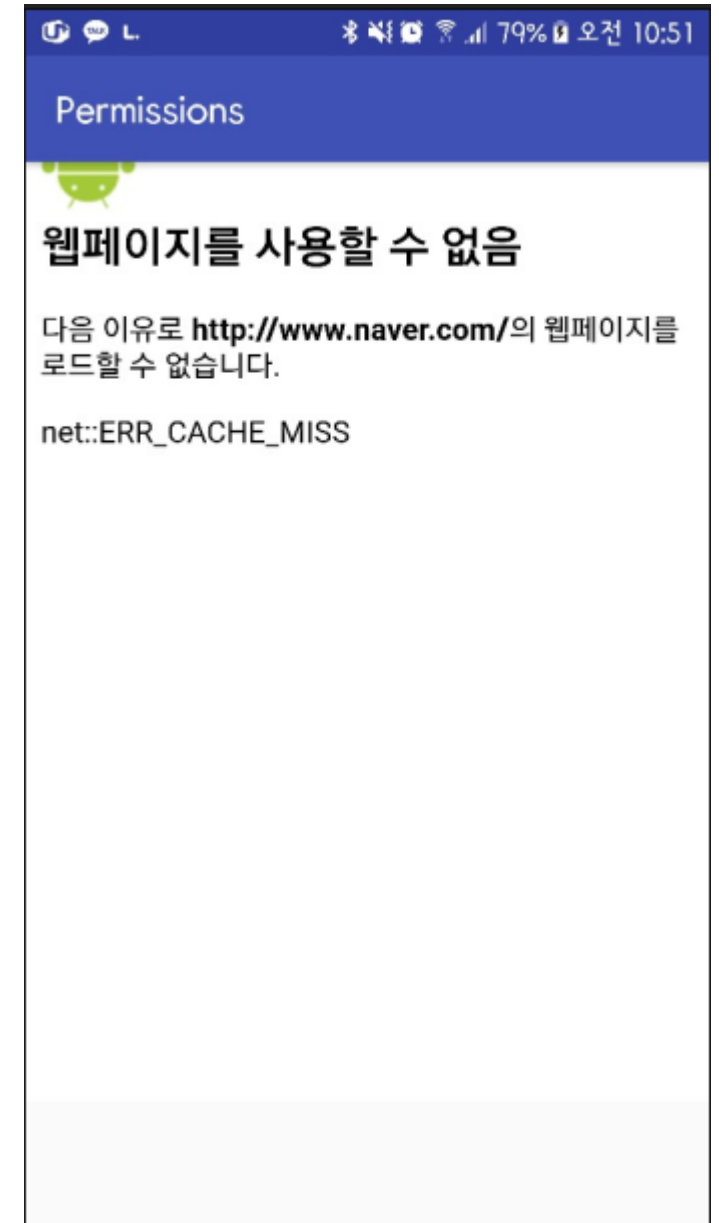 L. 79% 오전 10:51
Permissions
웹페이지를 사용할 수 없음
다음 이유로 http://www.naver.com/의 웹페이지를
로드할 수 없습니다.
net::ERR_CACHE_MISS